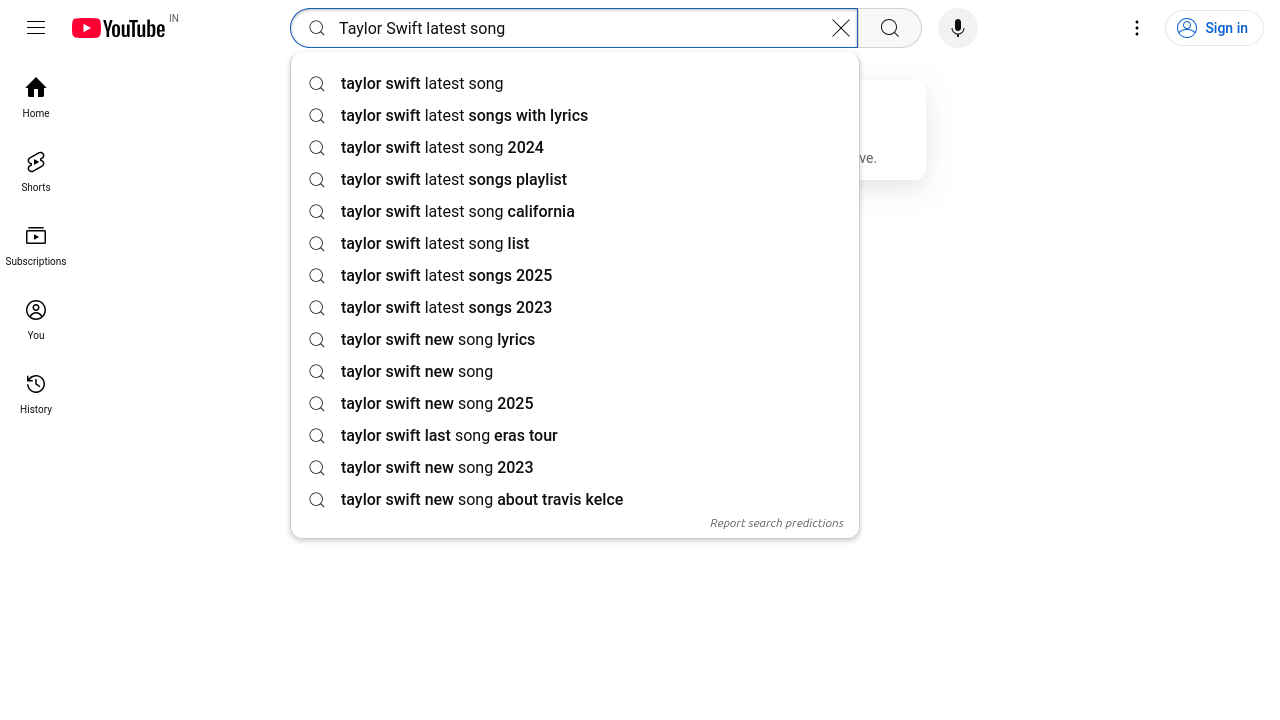 YouTube IN
Taylor Swift latest song
Sign in
taylor swift latest song
taylor swift latest songs with lyrics
taylor swift latest song 2024
taylor swift latest songs playlist
taylor swift latest song california
taylor swift latest song list
taylor swift latest songs 2025
taylor swift latest songs 2023
taylor swift new song lyrics
taylor swift new song
taylor swift new song 2025
taylor swift last song eras tour
taylor swift new song 2023
taylor swift new song about travis kelce
Report search predictions
ve.
Home
Shorts
Subscriptions
You
History